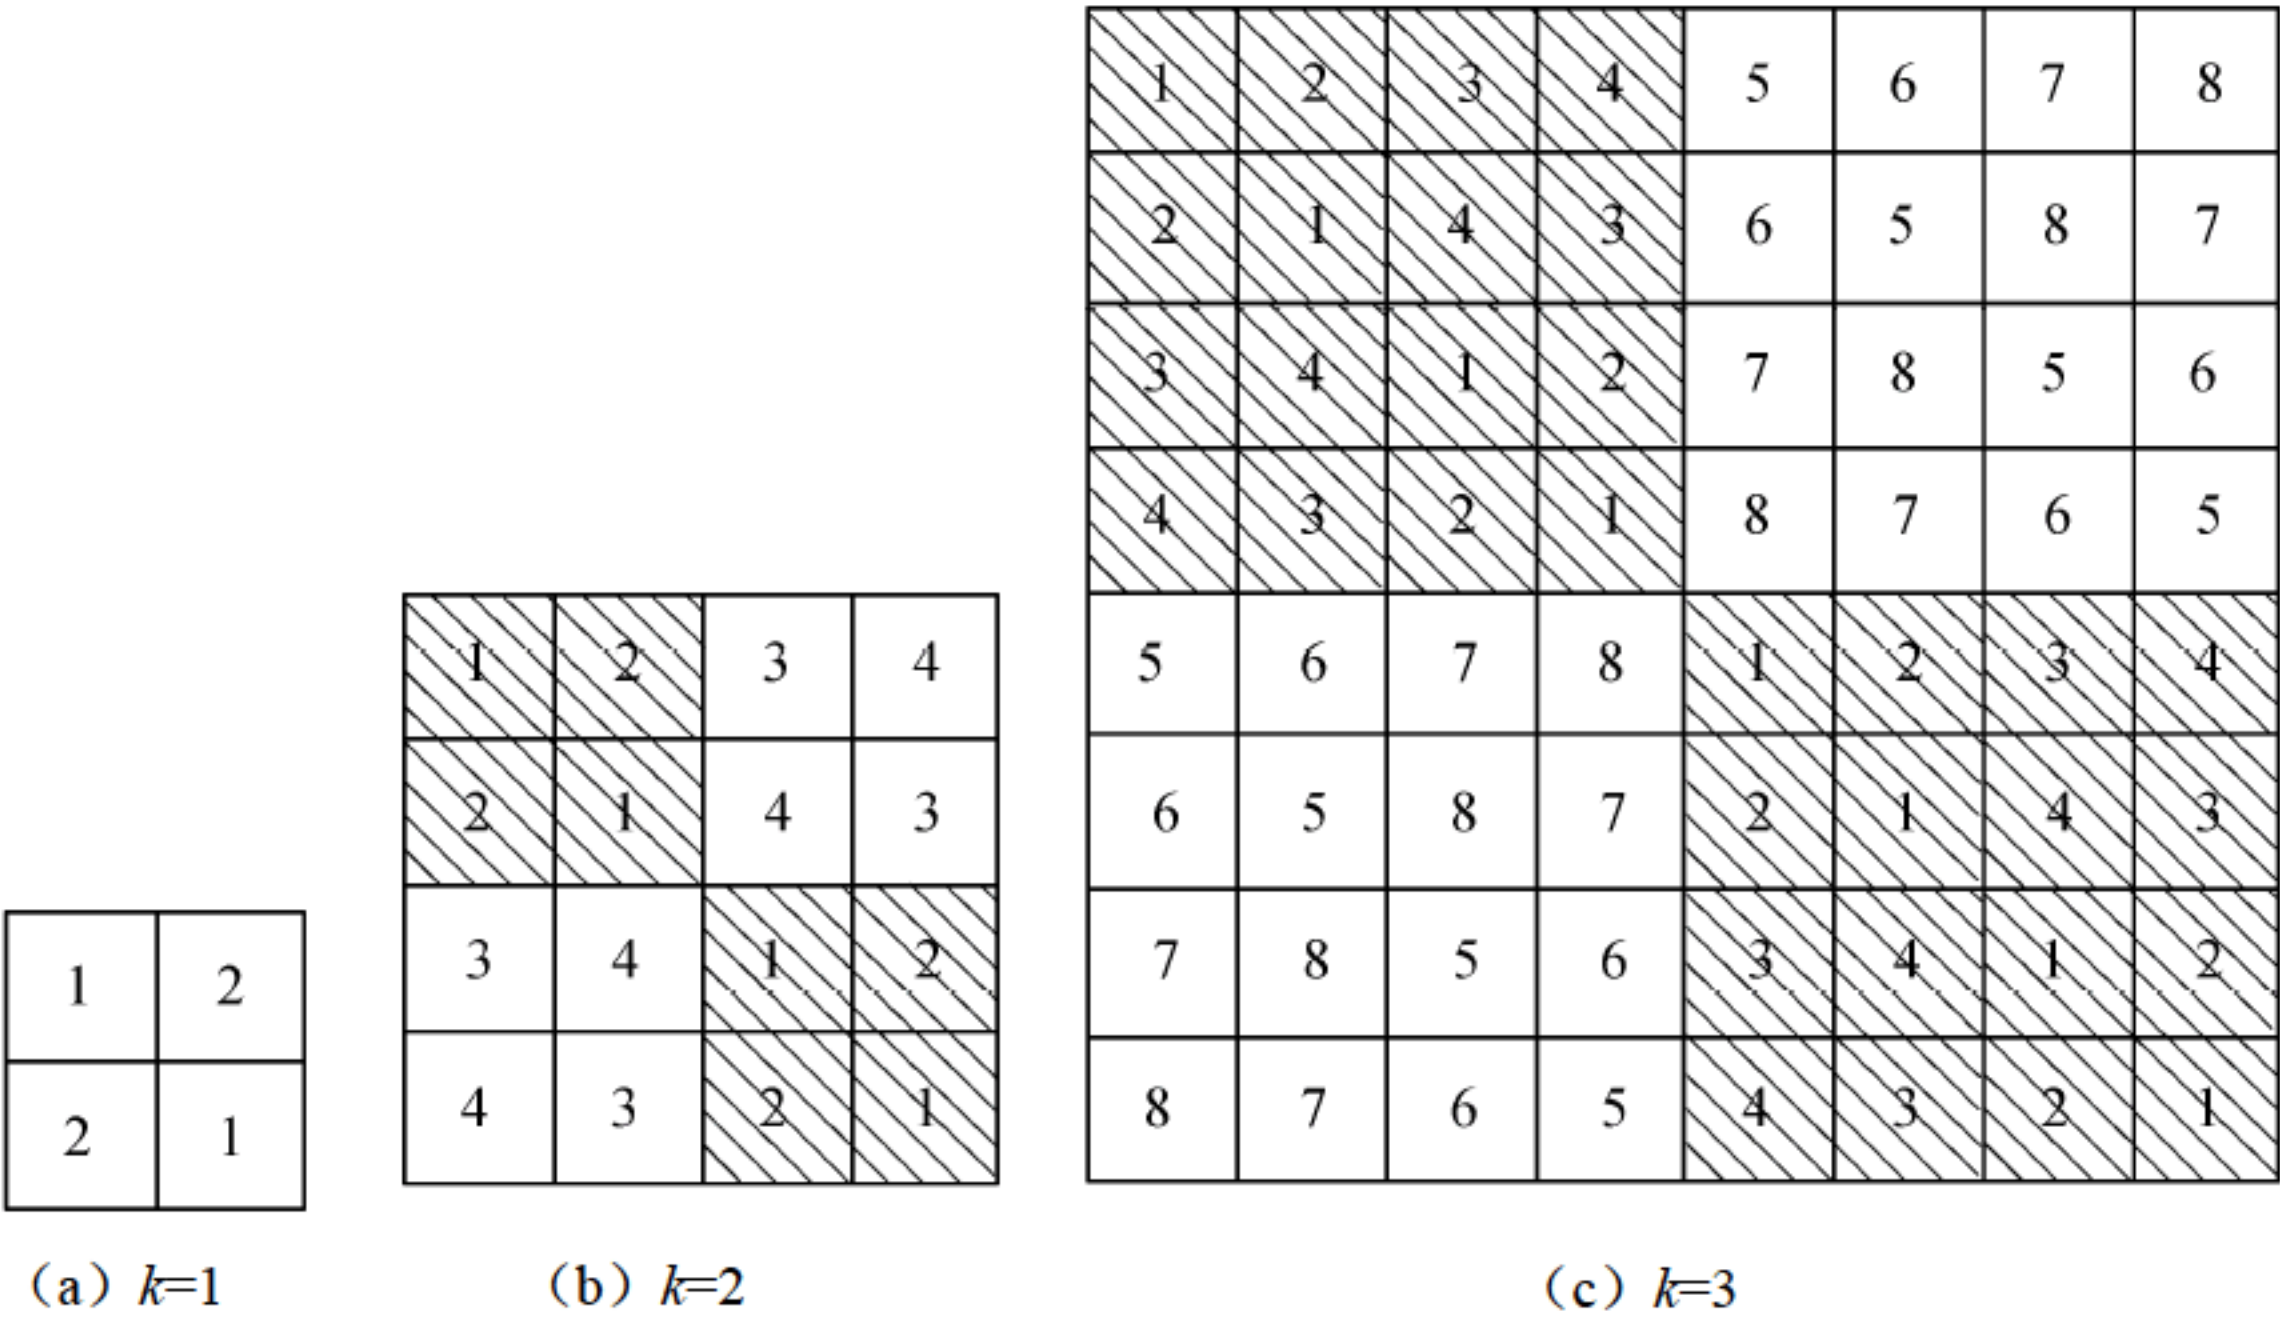 1 2 3 4 5 6 7 8
2 1 4 3 6 5 8 7
3 4 1 2 7 8 5 6
4 3 2 1 8 7 6 5
1 2 3 4
5 6 7 8 1 2 3 4
2 1 4 3
6 5 8 7 2 1 4 3
1 2
3 4 1 2
7 8 5 6 3 4 1 2
2 1
4 3 2 1
8 7 6 5 4 3 2 1
（a）k=1
（b）k=2
（c）k=3